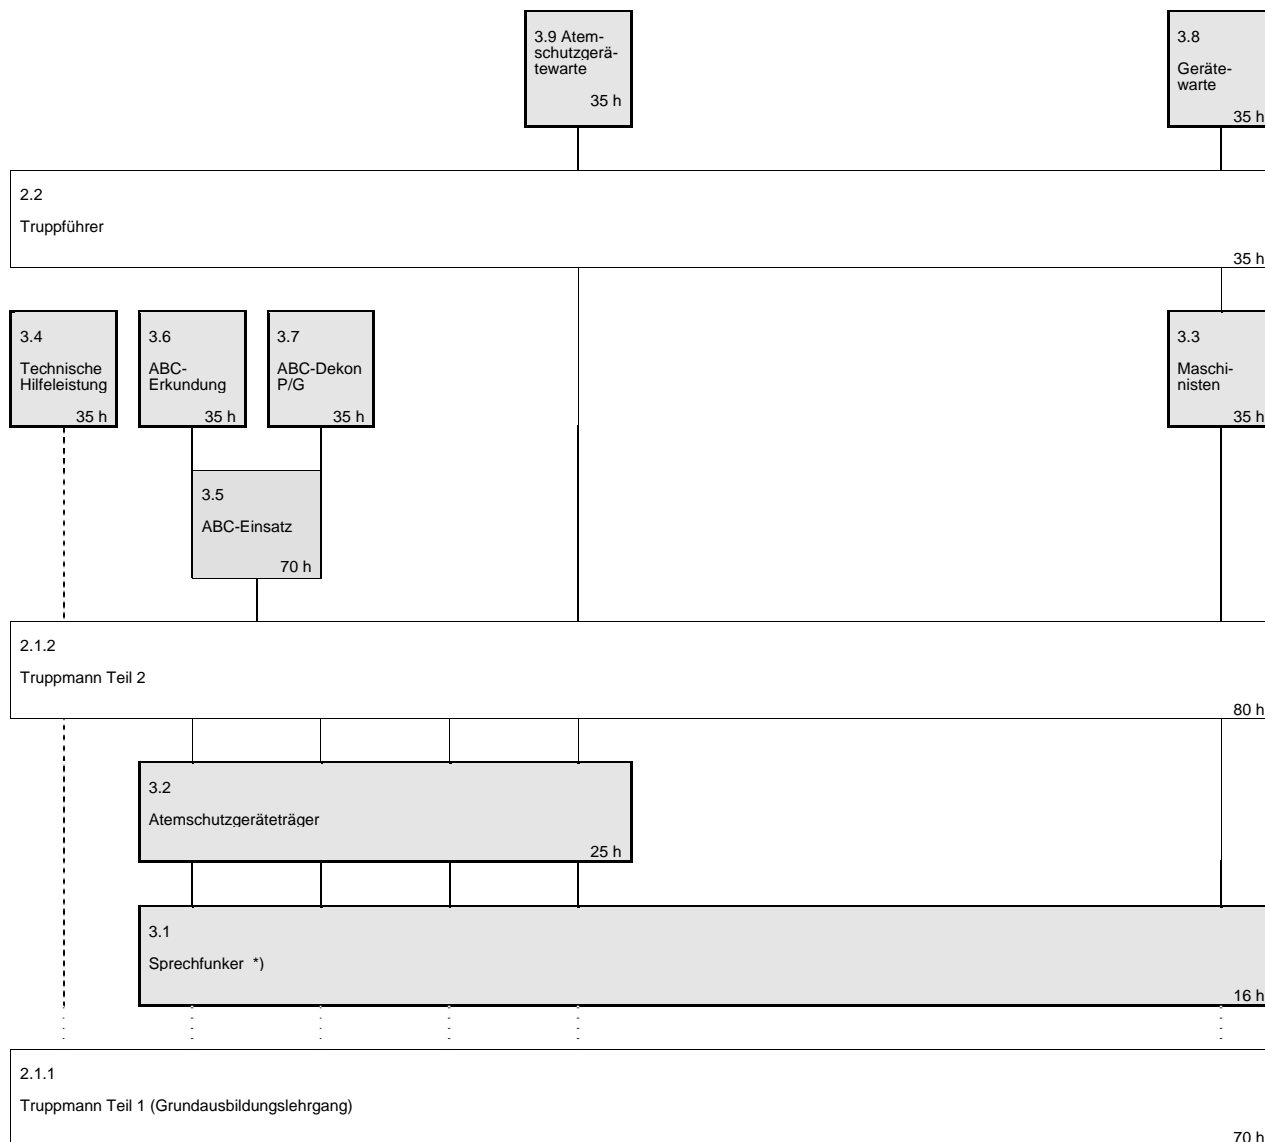 3.9 Atem-
schutzgerä-
tewarte
35 h
3.8
Geräte-
warte
35 h
2.2
Truppführer
35 h
3.4
Technische
Hilfeleistung
35 h
3.6
ABC-
Erkundung
35 h
3.7
ABC-Dekon
P/G
35 h
3.3
Maschi-
nisten
35 h
3.5
ABC-Einsatz
70 h
2.1.2
Truppmann Teil 2
80 h
3.2
Atemschutzgeräteträger
25 h
3.1
Sprechfunker *)
16 h
2.1.1
Truppmann Teil 1 (Grundausbildungslehrgang)
70 h